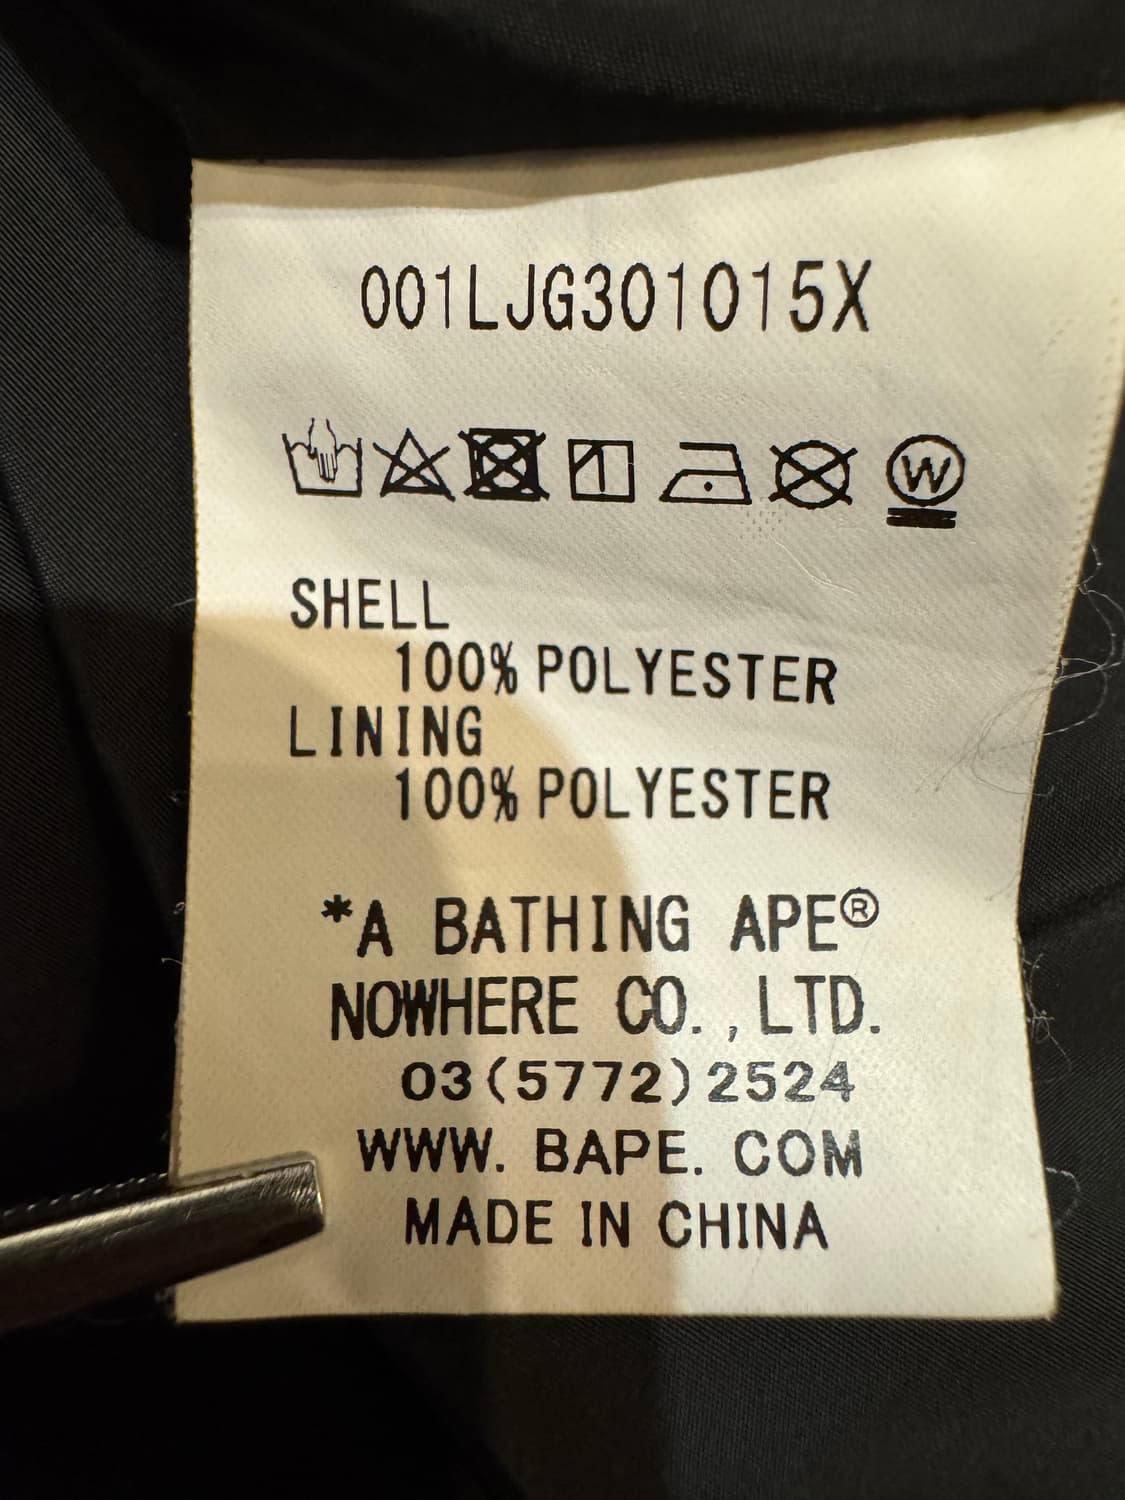 001LJG301015X
W
SHELL
100% POLYESTER
LINING
100% POLYESTER
*A BATHING APE®
NOWHERE CO.,LTD.
03(5772)2524
WWW. BAPE. COM
MADE IN CHINA